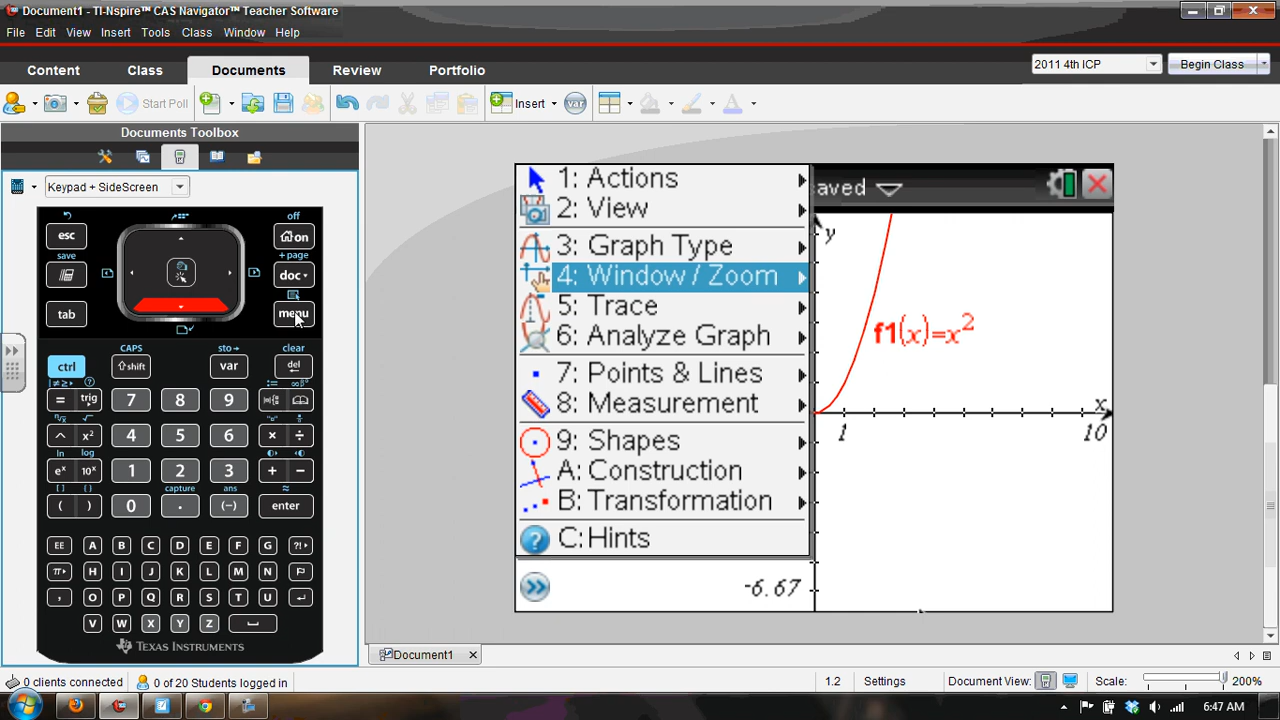 Document1 - TI-Nspire™ CAS Navigator™ Teacher Software
File Edit View Insert Tools Class Window Help
Content Class Documents Review Portfolio
2011 4th ICP Begin Class
Start Poll Insert var
Documents Toolbox
Keypad + SideScreen
off
esc on
save + page
doc
tab menu
CAPS sto→ clear
ctrl ⇧shift var del
= trig 7 8 9
^ x² 4 5 6 × ÷
ln log
eˣ 10ˣ 1 2 3 + −
[ ] { } capture ans ≈
( ) 0 . (−) enter
EE A B C D E F G ?!
π H I J K L M N
, O P Q R S T U
V W X Y Z
TEXAS INSTRUMENTS
1: Actions
2: View
3: Graph Type
4: Window / Zoom
5: Trace
6: Analyze Graph
7: Points & Lines
8: Measurement
9: Shapes
A: Construction
B: Transformation
C: Hints
aved
y
f1(x)=x²
x
1 10
-6.67
Document1
0 clients connected 0 of 20 Students logged in 1.2 Settings Document View: Scale: 200%
6:47 AM